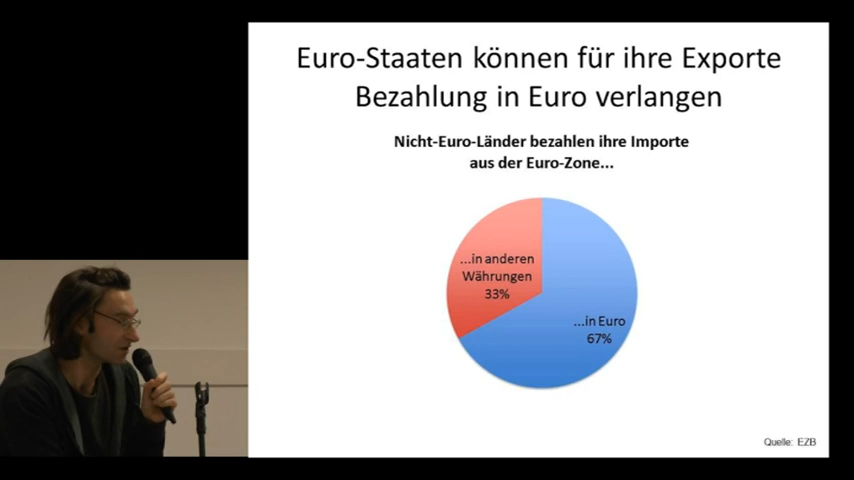 Euro-Staaten können für ihre Exporte
Bezahlung in Euro verlangen
Nicht-Euro-Länder bezahlen ihre Importe
aus der Euro-Zone...
...in anderen
Währungen
33%
...in Euro
67%
Quelle: EZB